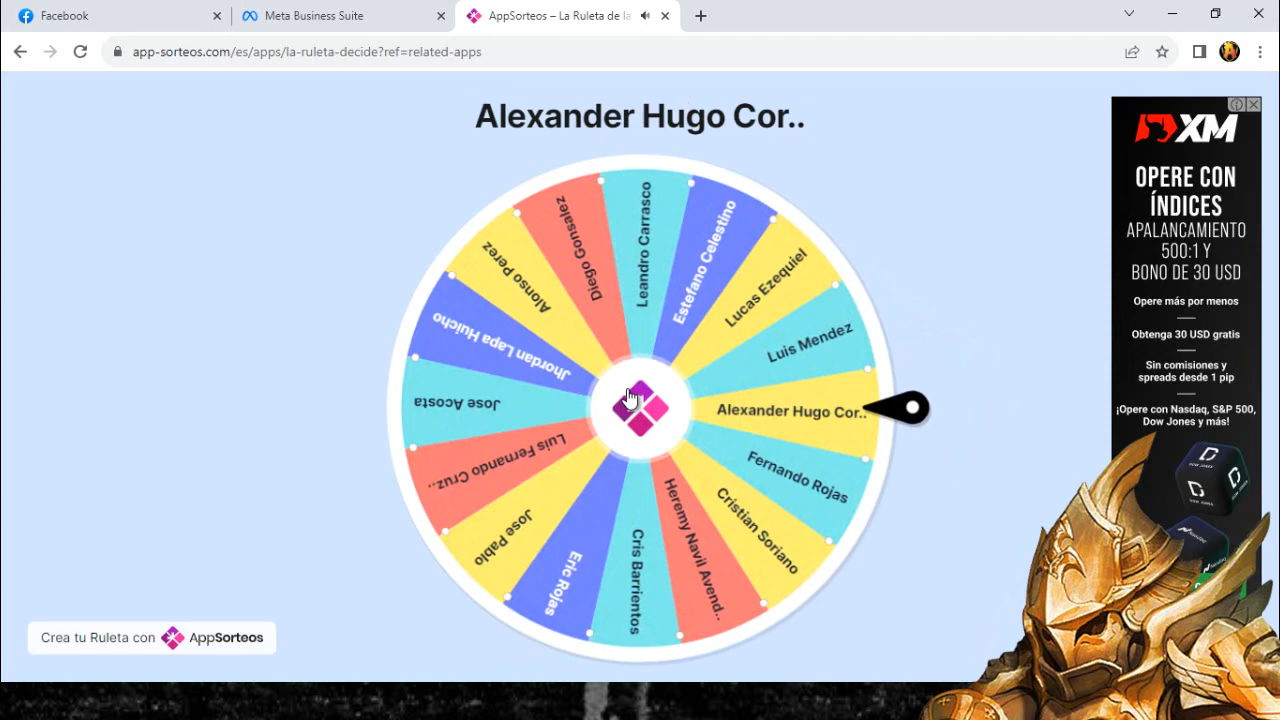 Facebook
Meta Business Suite
AppSorteos – La Ruleta de la
app-sorteos.com/es/apps/la-ruleta-decide?ref=related-apps
Alexander Hugo Cor..
Leandro Carrasco
Estefano Celestino
Lucas Ezequiel
Luis Mendez
Alexander Hugo Cor..
Fernando Rojas
Cristian Soriano
Heremy Navil Avend..
Cris Barrientos
Eric Rojas
Jose Pablo
Luis Fernando Cruz..
Jose Acosta
Jhordan Lapa Huicho
Alonso Perez
Diego Gonsalez
XM
OPERE CON
ÍNDICES
APALANCAMIENTO
500:1 Y
BONO DE 30 USD
Opere más por menos
Obtenga 30 USD gratis
Sin comisiones y
spreads desde 1 pip
¡Opere con Nasdaq, S&P 500,
Dow Jones y más!
Crea tu Ruleta con AppSorteos